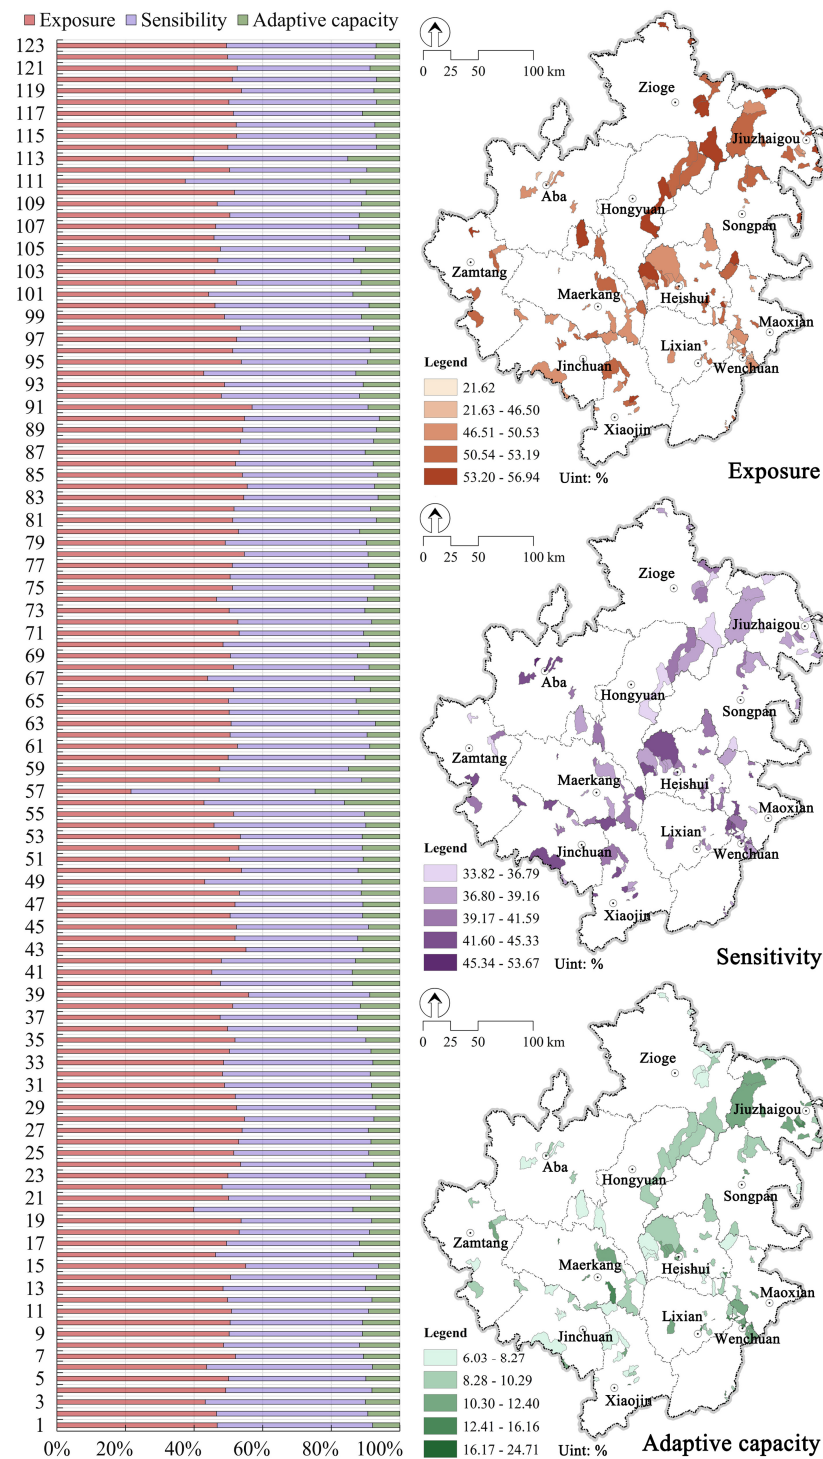 Exposure Sensibility Adaptive capacity
123
121
119
117
115
113
111
109
107
105
103
101
99
97
95
93
91
89
87
85
83
81
79
77
75
73
71
69
67
65
63
61
59
57
55
53
51
49
47
45
43
41
39
37
35
33
31
29
27
25
23
21
19
17
15
13
11
9
7
5
3
1
0% 20% 40% 60% 80% 100%
0 25 50 100 km
Zioge
Jiuzhaigou
Aba
Hongyuan
Songpan
Zamtang
Maerkang
Heishui
Maoxian
Lixian
Jinchuan
Wenchuan
Xiaojin
Legend
21.62
21.63 - 46.50
46.51 - 50.53
50.54 - 53.19
53.20 - 56.94
Uint: %
Exposure
0 25 50 100 km
Zioge
Jiuzhaigou
Aba
Hongyuan
Songpan
Zamtang
Maerkang
Heishui
Maoxian
Lixian
Jinchuan
Wenchuan
Xiaojin
Legend
33.82 - 36.79
36.80 - 39.16
39.17 - 41.59
41.60 - 45.33
45.34 - 53.67
Uint: %
Sensitivity
0 25 50 100 km
Zioge
Jiuzhaigou
Aba
Hongyuan
Songpan
Zamtang
Maerkang
Heishui
Maoxian
Lixian
Jinchuan
Wenchuan
Xiaojin
Legend
6.03 - 8.27
8.28 - 10.29
10.30 - 12.40
12.41 - 16.16
16.17 - 24.71
Uint: %
Adaptive capacity